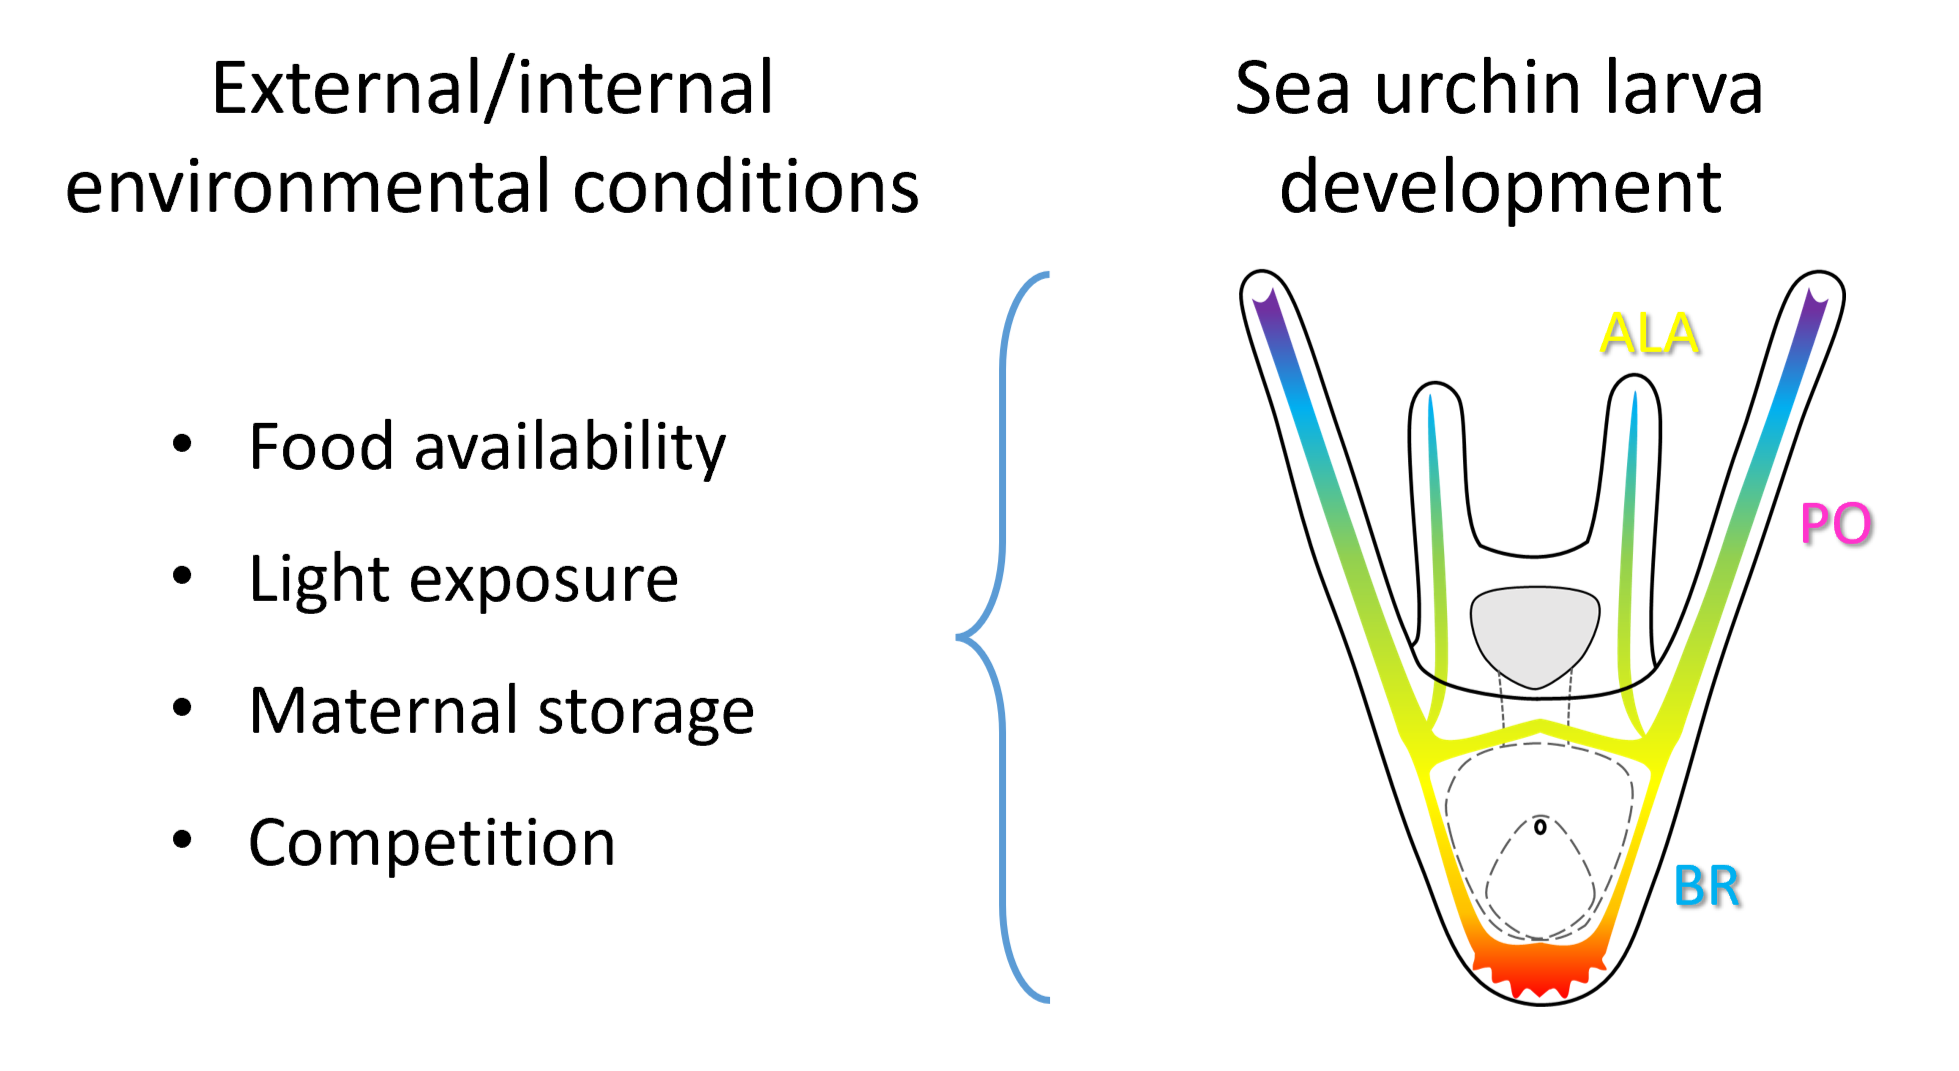 External/internal
environmental conditions
• Food availability
• Light exposure
• Maternal storage
• Competition
Sea urchin larva
development
ALA
PO
BR